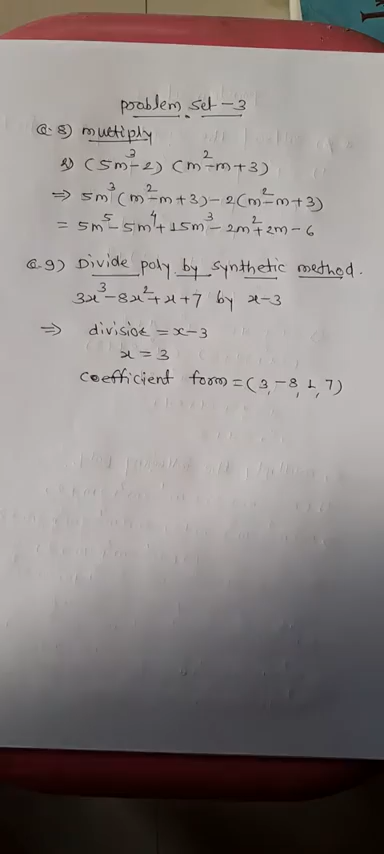 problem set - 3
Q.8) multiply
2) (5m³-2) (m²-m+3)
⇒ 5m³(m²-m+3)-2(m²-m+3)
= 5m⁵-5m⁴+15m³-2m²+2m-6
Q.9) Divide poly by synthetic method.
3x³-8x²+x+7 by x-3
⇒ division = x-3
x = 3
Coefficient form = (3,-8,1,7)